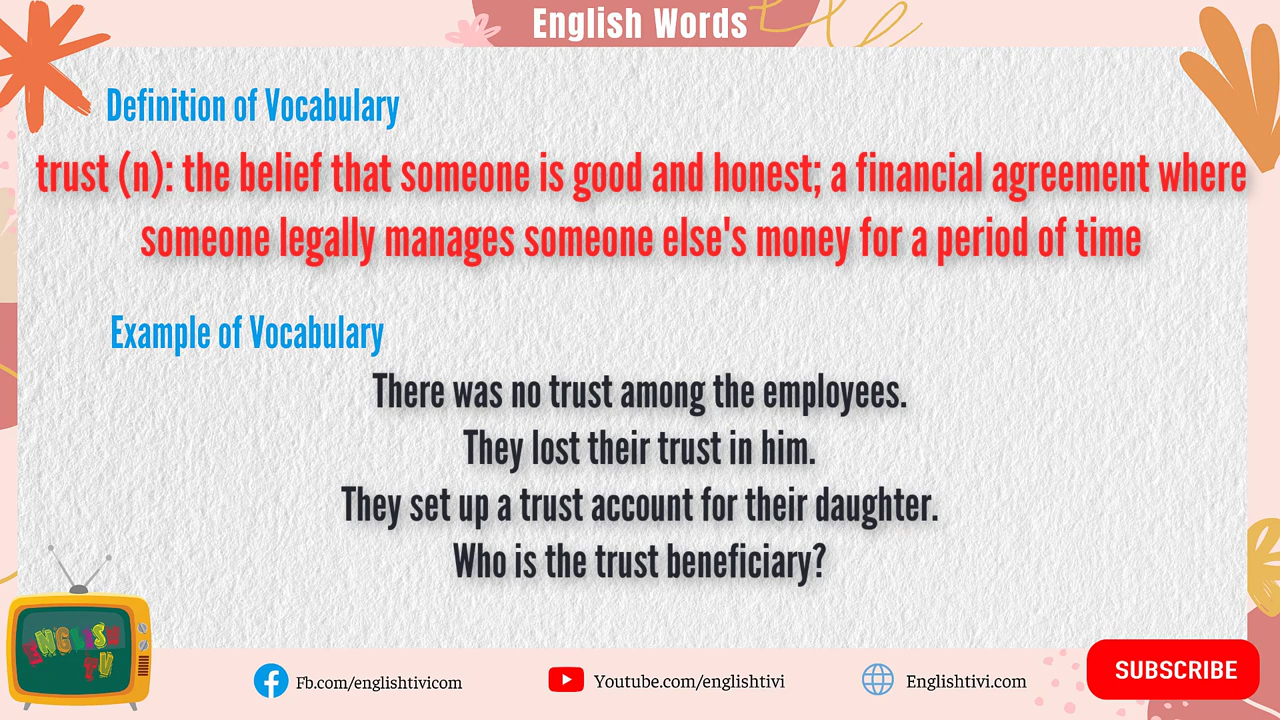 English Words
Definition of Vocabulary
trust (n): the belief that someone is good and honest; a financial agreement where
someone legally manages someone else's money for a period of time
Example of Vocabulary
There was no trust among the employees.
They lost their trust in him.
They set up a trust account for their daughter.
Who is the trust beneficiary?
ENGLISH
TV
Fb.com/englishtivicom
Youtube.com/englishtivi
Englishtivi.com
SUBSCRIBE